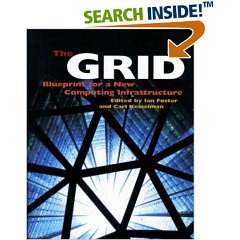 SEARCH INSIDE!™
The
GRID
Blueprint for a New
Computing Infrastructure
Edited by Ian Foster
and Carl Kesselman